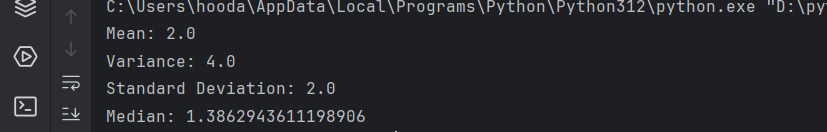 C:\Users\hooda\AppData\Local\Programs\Python\Python312\python.exe "D:\py
Mean: 2.0
Variance: 4.0
Standard Deviation: 2.0
Median: 1.3862943611198906